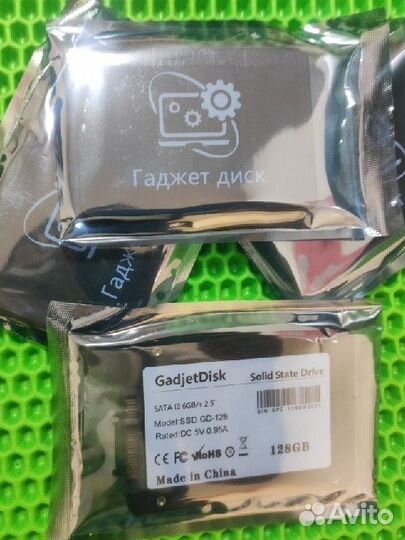 Гаджет диск
Гаджет
GadjetDisk
Solid State Drive
SATA III 6GB/s 2.5"
Model:SSD GD-128
Rated: DC 5V-0.95A
CE FC RoHS
128GB
Made in China
Avito